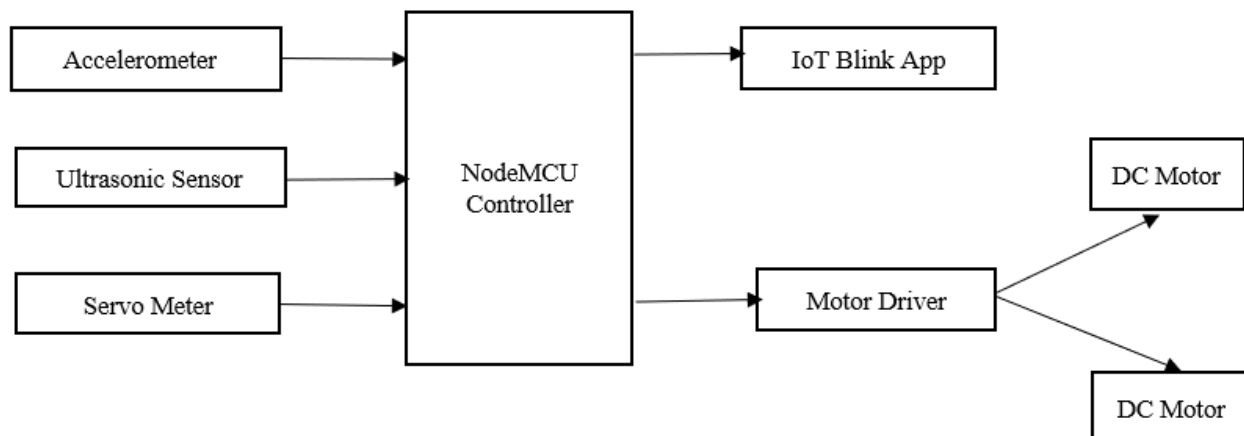 Accelerometer
IoT Blink App
Ultrasonic Sensor
NodeMCU
Controller
DC Motor
Servo Meter
Motor Driver
DC Motor